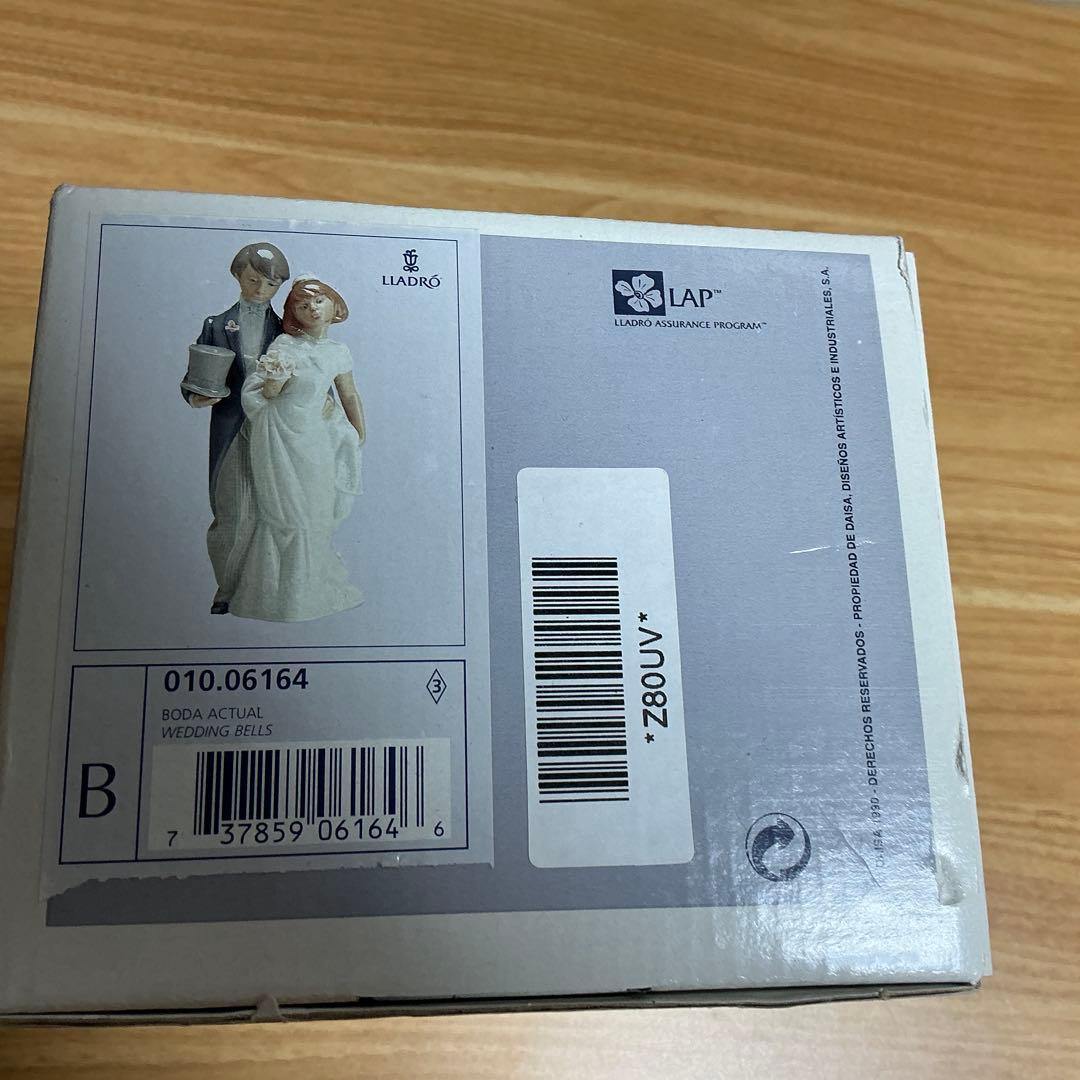 LLADRÓ
010.06164
3
BODA ACTUAL
WEDDING BELLS
B
7 37859 06164 6
LAP™
LLADRÓ ASSURANCE PROGRAM™
*Z80UV*
DAISA 1990 - DERECHOS RESERVADOS - PROPIEDAD DE DAISA, DISEÑOS ARTÍSTICOS E INDUSTRIALES, S.A.